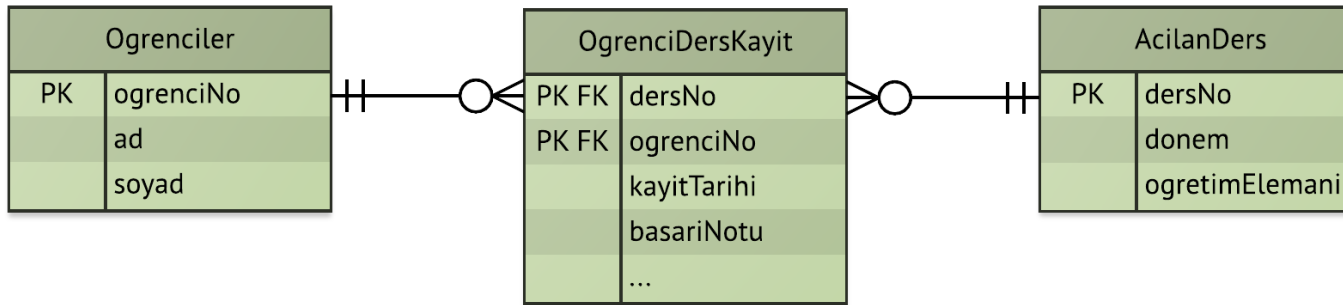 Ogrenciler
PK ogrenciNo
ad
soyad
OgrenciDersKayit
PK FK dersNo
PK FK ogrenciNo
kayitTarihi
basariNotu
...
AcilanDers
PK dersNo
donem
ogretimElemani